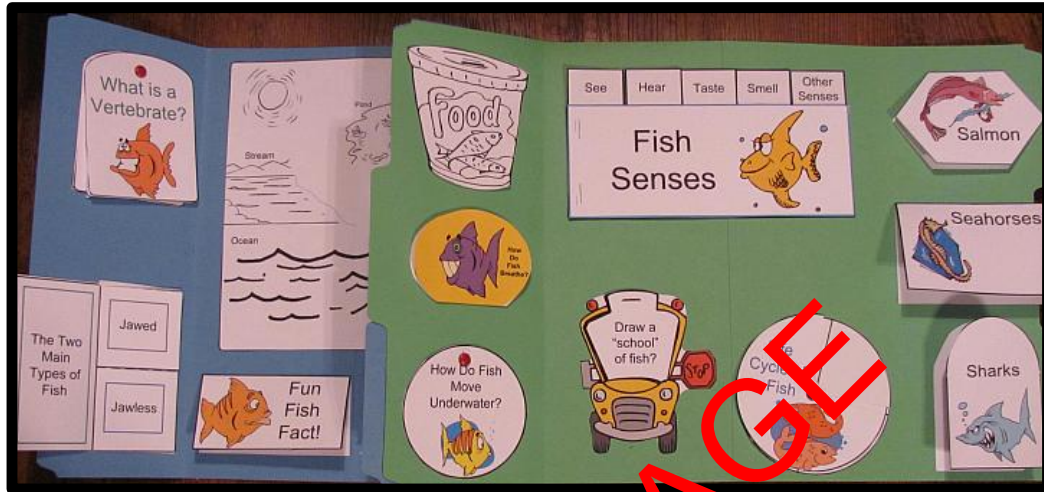 What is a
Vertebrate?
Pond
Stream
Ocean
The Two
Main
Types of
Fish
Jawed
Jawless
Fun
Fish
Fact!
Food
How
Do
Fish
Breathe?
How Do Fish
Move
Underwater?
See
Hear
Taste
Smell
Other
Senses
Fish
Senses
Draw a
"school"
of fish?
STOP
Cycle
Fish
Salmon
Seahorses
Sharks
AGE